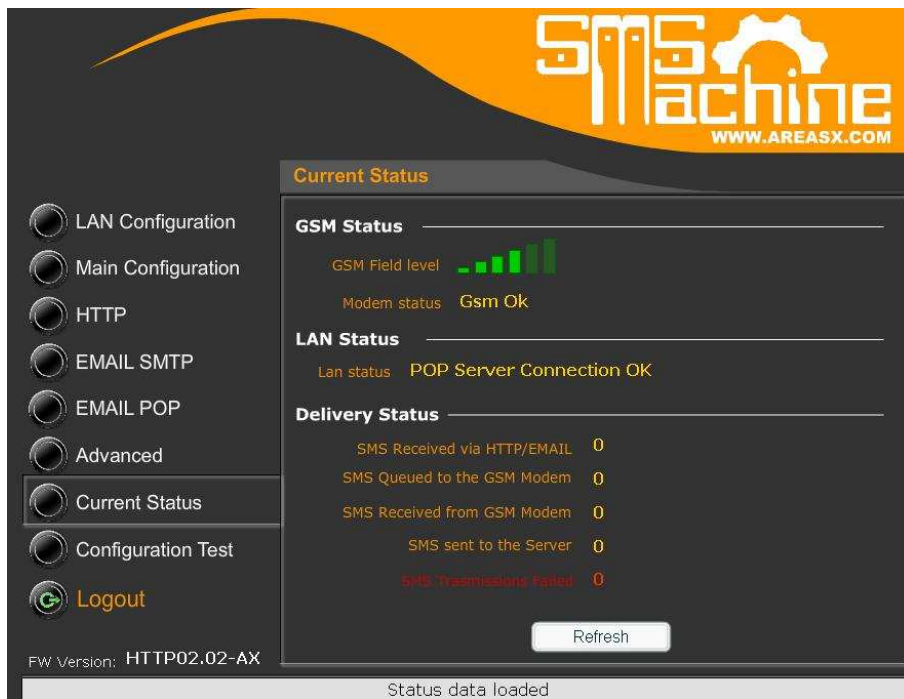 SMS
Machine
WWW.AREASX.COM
Current Status
LAN Configuration
Main Configuration
HTTP
EMAIL SMTP
EMAIL POP
Advanced
Current Status
Configuration Test
Logout
FW Version: HTTP02.02-AX
GSM Status
GSM Field level
Modem status Gsm Ok
LAN Status
Lan status POP Server Connection OK
Delivery Status
SMS Received via HTTP/EMAIL 0
SMS Queued to the GSM Modem 0
SMS Received from GSM Modem 0
SMS sent to the Server 0
SMS Trasmissions Failed 0
Refresh
Status data loaded